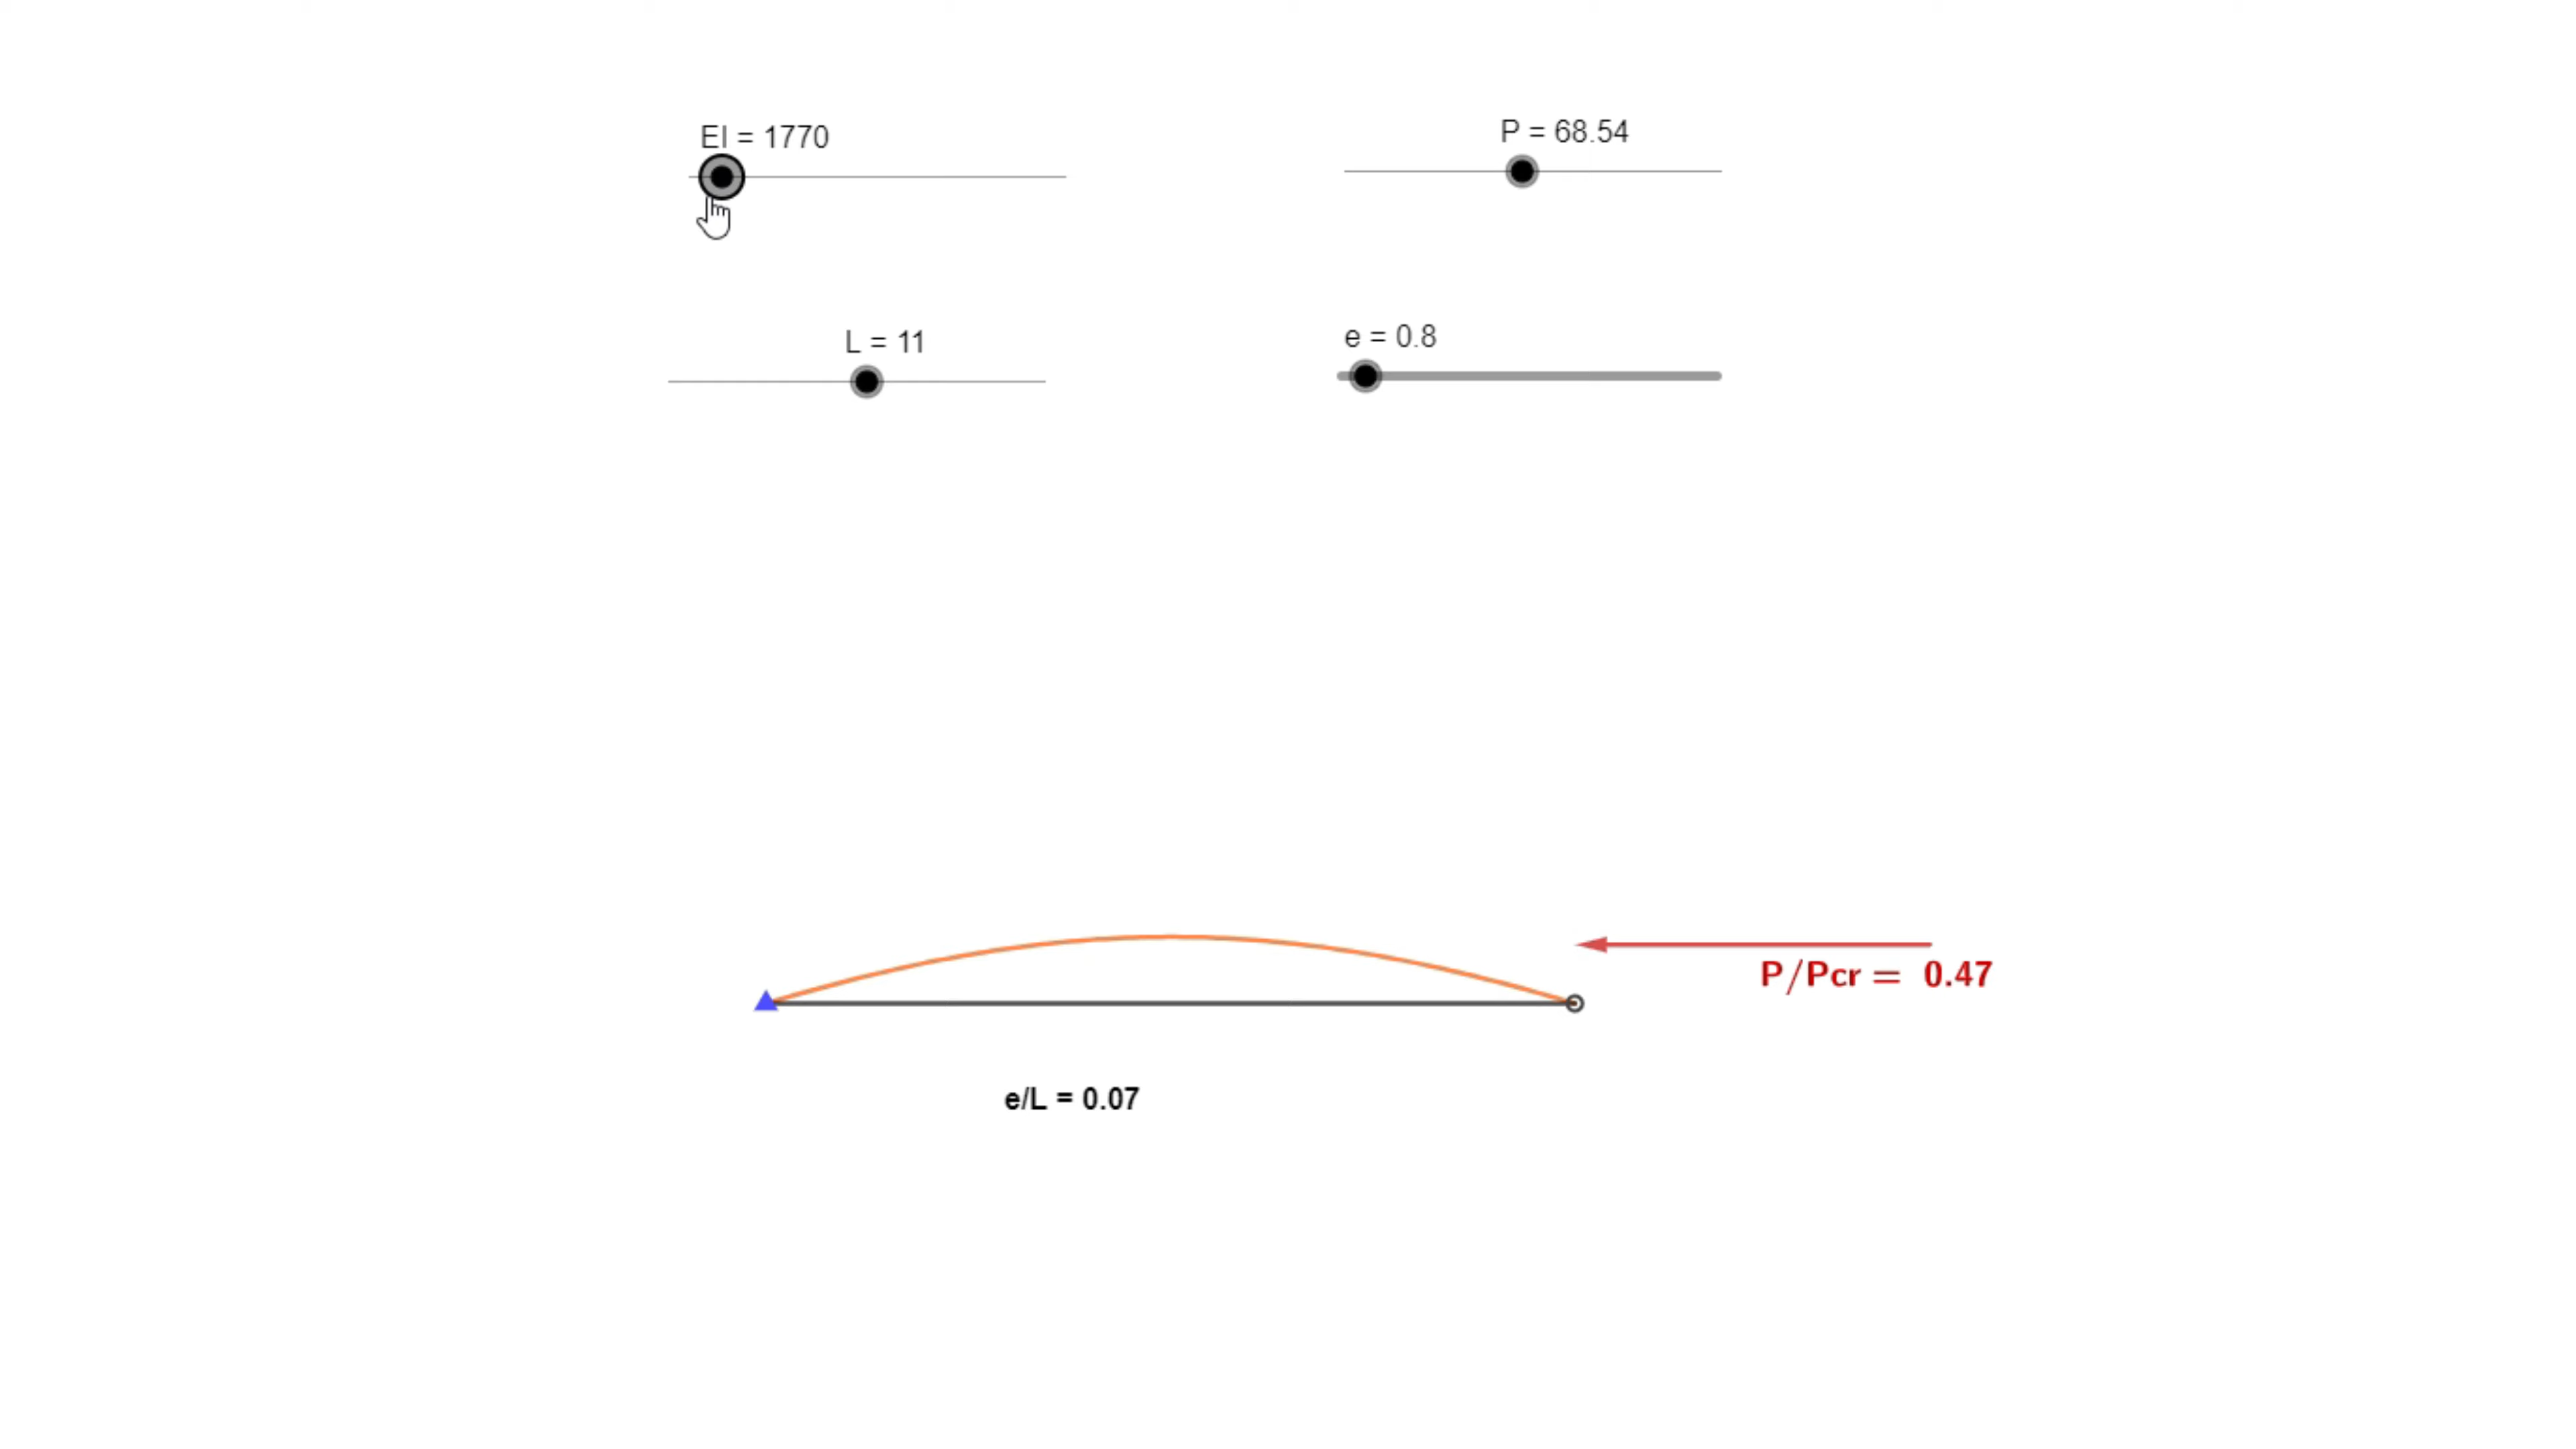 EI = 1770
P = 68.54
L = 11
e = 0.8
P/Pcr = 0.47
e/L = 0.07